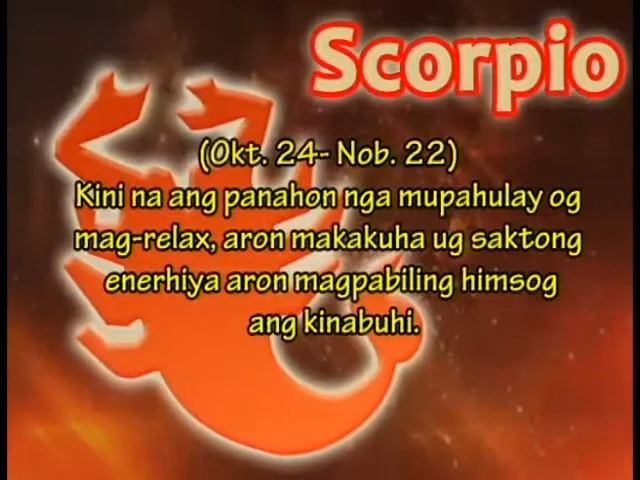 Scorpio
(Okt. 24- Nob. 22)
Kini na ang panahon nga mupahulay og
mag-relax, aron makakuha ug saktong
enerhiya aron magpabiling himsog
ang kinabuhi.